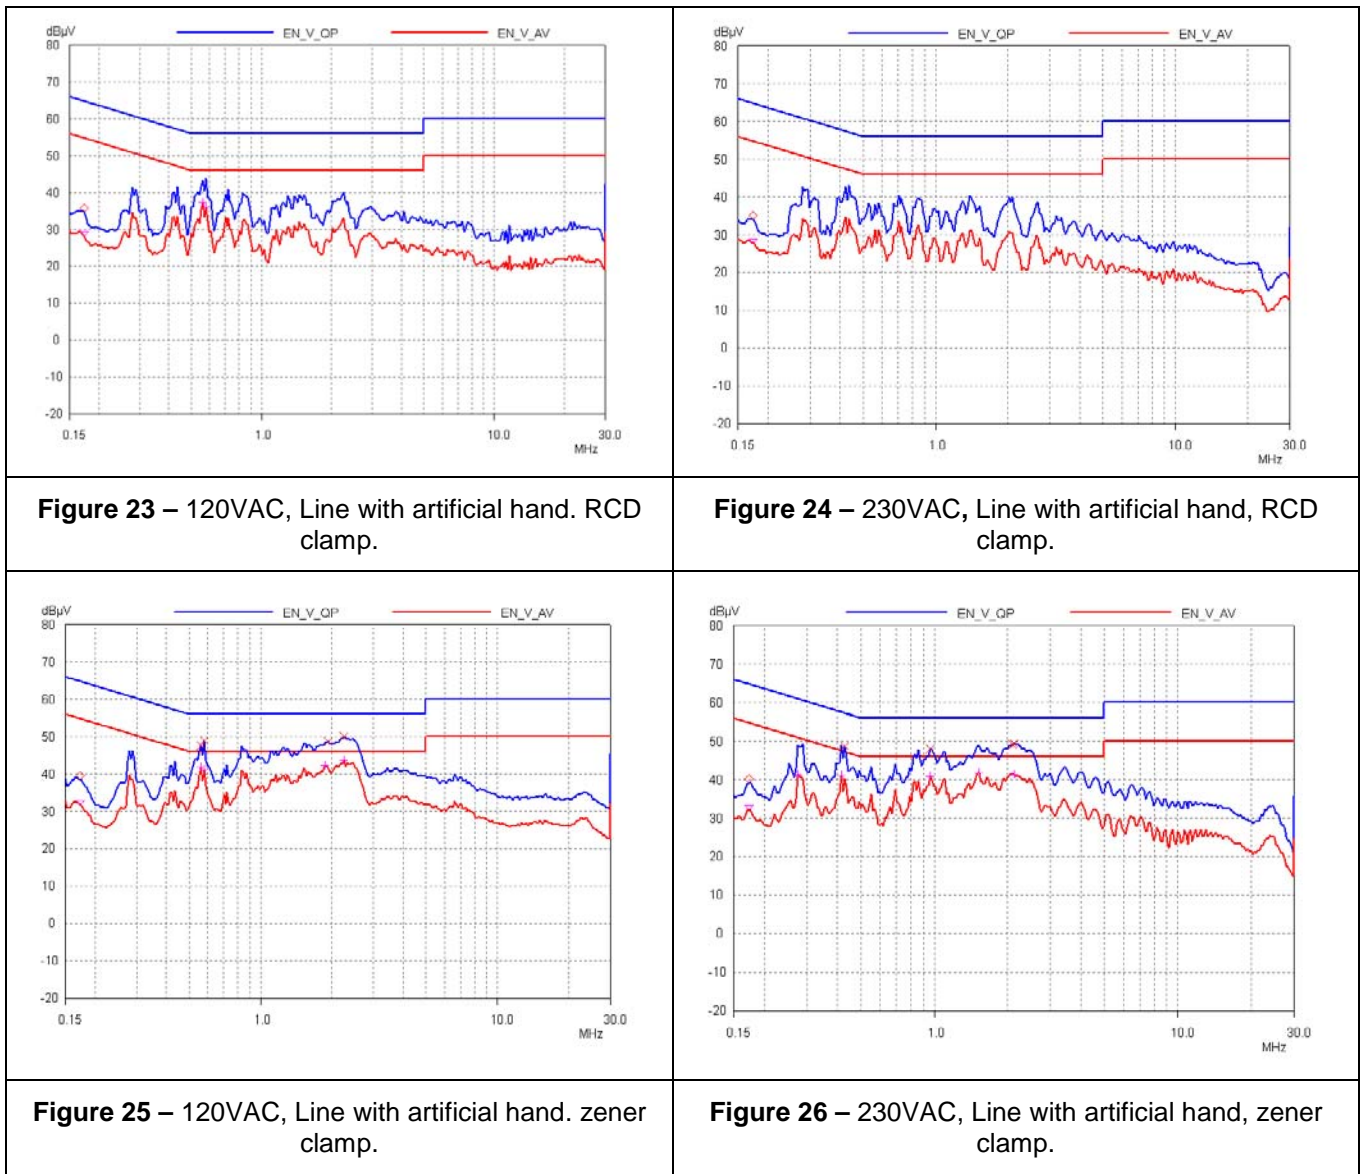 dBµV EN_V_QP EN_V_AV
80
70
60
50
40
30
20
10
0
-10
-20
0.15 1.0 10.0 30.0
MHz
Figure 23 – 120VAC, Line with artificial hand. RCD
clamp.
dBµV EN_V_QP EN_V_AV
80
70
60
50
40
30
20
10
0
-10
-20
0.15 1.0 10.0 30.0
MHz
Figure 24 – 230VAC, Line with artificial hand, RCD
clamp.
dBµV EN_V_QP EN_V_AV
80
70
60
50
40
30
20
10
0
-10
-20
0.15 1.0 10.0 30.0
MHz
Figure 25 – 120VAC, Line with artificial hand. zener
clamp.
dBµV EN_V_QP EN_V_AV
80
70
60
50
40
30
20
10
0
-10
-20
0.15 1.0 10.0 30.0
MHz
Figure 26 – 230VAC, Line with artificial hand, zener
clamp.